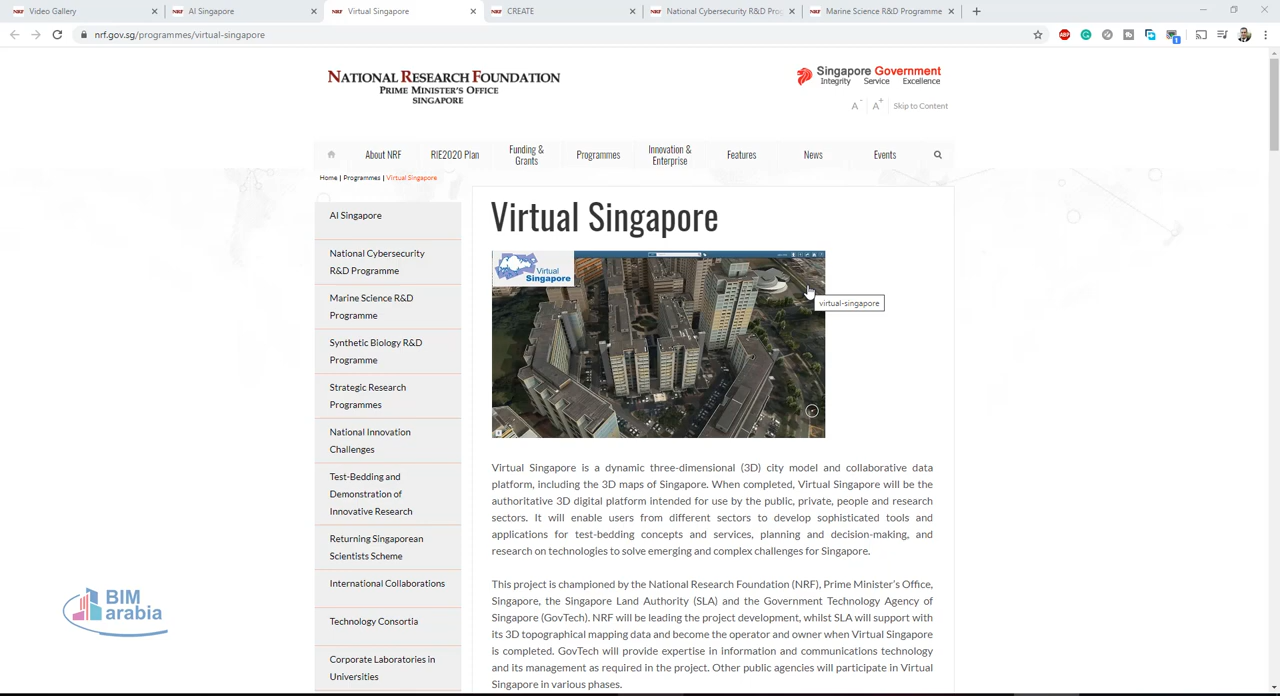 Video Gallery
AI Singapore
Virtual Singapore
CREATE
National Cybersecurity R&D Pro
Marine Science R&D Programme
nrf.gov.sg/programmes/virtual-singapore
NATIONAL RESEARCH FOUNDATION
PRIME MINISTER'S OFFICE
SINGAPORE
Singapore Government
Integrity Service Excellence
A- A+ Skip to Content
About NRF
RIE2020 Plan
Funding &
Grants
Programmes
Innovation &
Enterprise
Features
News
Events
Home | Programmes | Virtual Singapore
AI Singapore
National Cybersecurity
R&D Programme
Marine Science R&D
Programme
Synthetic Biology R&D
Programme
Strategic Research
Programmes
National Innovation
Challenges
Test-Bedding and
Demonstration of
Innovative Research
Returning Singaporean
Scientists Scheme
International Collaborations
Technology Consortia
Corporate Laboratories in
Universities
Virtual Singapore
Virtual
Singapore
virtual-singapore
Virtual Singapore is a dynamic three-dimensional (3D) city model and collaborative data
platform, including the 3D maps of Singapore. When completed, Virtual Singapore will be the
authoritative 3D digital platform intended for use by the public, private, people and research
sectors. It will enable users from different sectors to develop sophisticated tools and
applications for test-bedding concepts and services, planning and decision-making, and
research on technologies to solve emerging and complex challenges for Singapore.
This project is championed by the National Research Foundation (NRF), Prime Minister's Office,
Singapore, the Singapore Land Authority (SLA) and the Government Technology Agency of
Singapore (GovTech). NRF will be leading the project development, whilst SLA will support with
its 3D topographical mapping data and become the operator and owner when Virtual Singapore
is completed. GovTech will provide expertise in information and communications technology
and its management as required in the project. Other public agencies will participate in Virtual
Singapore in various phases.
BIM
arabia